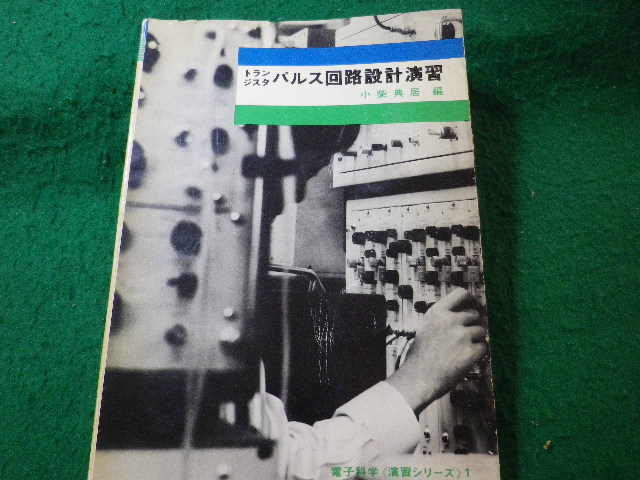 トランジスタ パルス回路設計演習
小柴典居 編
電子科学《演習シリーズ》1